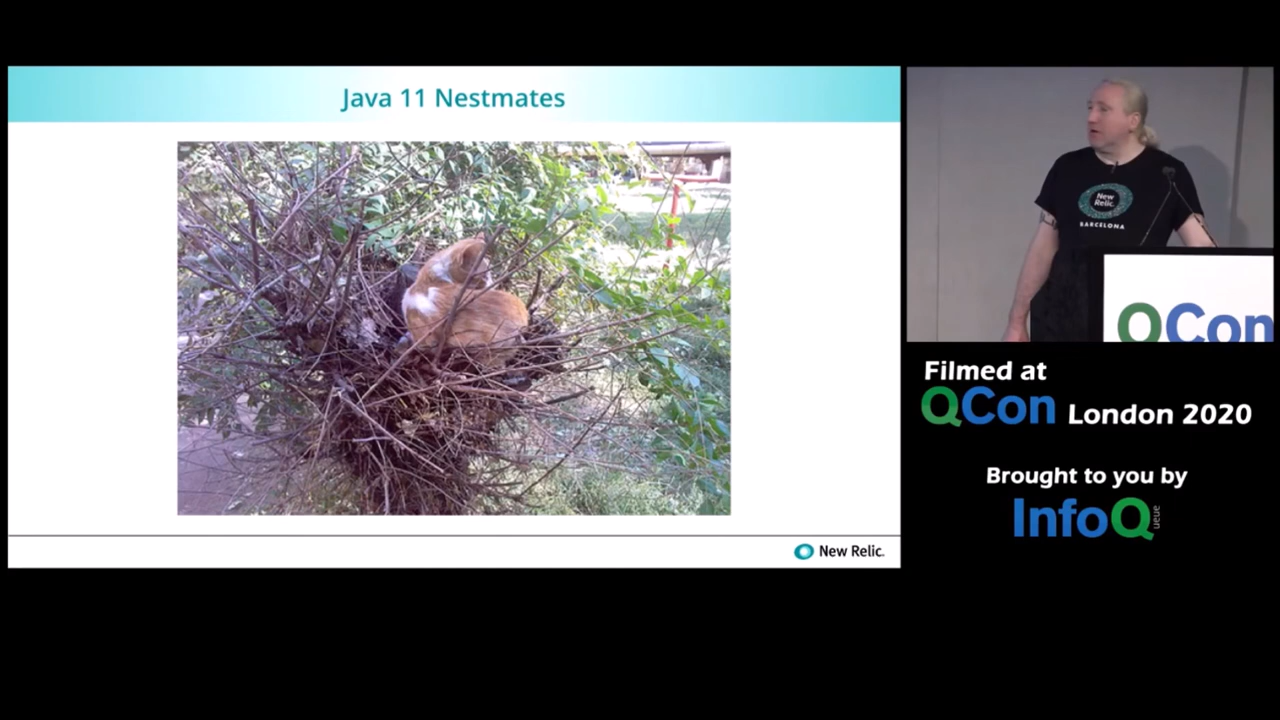 Java 11 Nestmates
New Relic.
New
Relic.
BARCELONA
QCon
Filmed at
QCon London 2020
Brought to you by
InfoQ
ueue